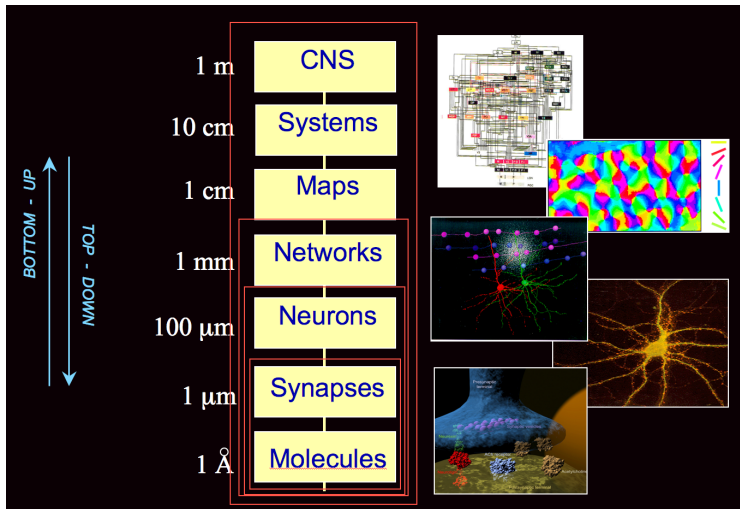 1 m
CNS
10 cm
Systems
1 cm
Maps
1 mm
Networks
100 µm
Neurons
1 µm
Synapses
1 Å
Molecules
BOTTOM - UP
TOP - DOWN
terminal